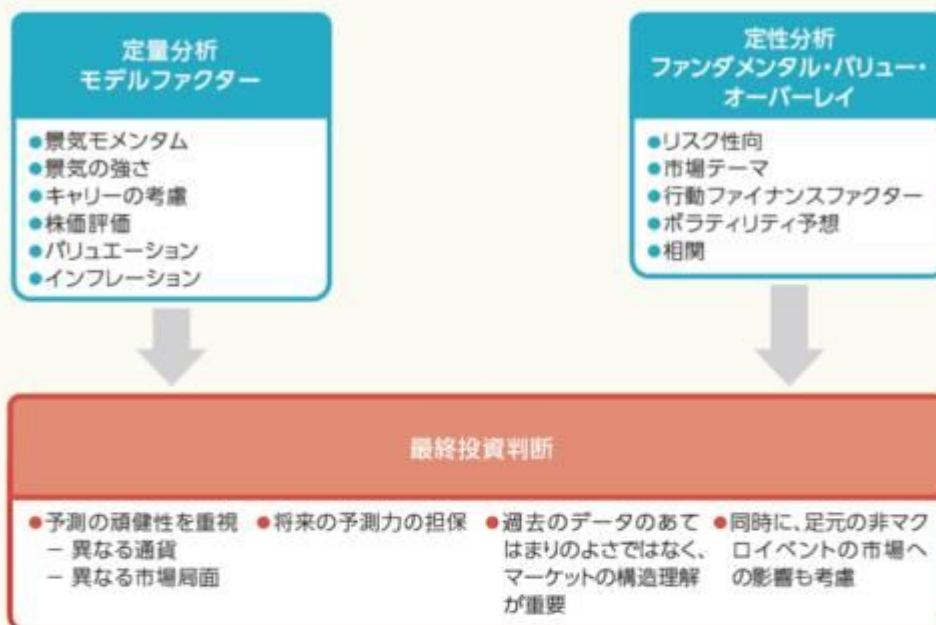 定量分析
モデルファクター
●景気モメンタム
●景気の強さ
●キャリーの考慮
●株価評価
●バリュエーション
●インフレーション
定性分析
ファンダメンタル・バリュー・
オーバーレイ
●リスク性向
●市場テーマ
●行動ファイナンスファクター
●ボラティリティ予想
●相関
最終投資判断
●予測の頑健性を重視
− 異なる通貨
− 異なる市場局面
●将来の予測力の担保
●過去のデータのあて
はまりのよさではなく、
マーケットの構造理解
が重要
●同時に、足元の非マク
ロイベントの市場へ
の影響も考慮